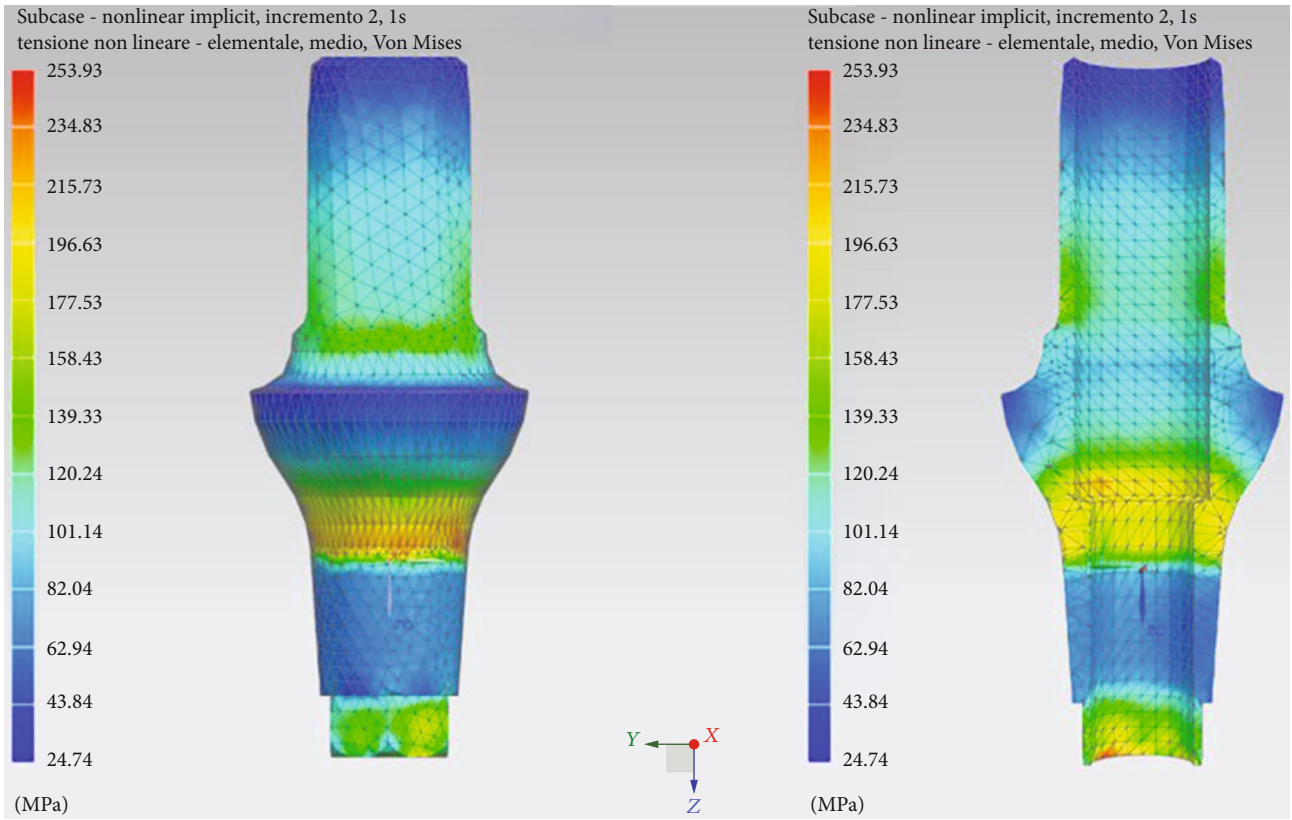 Subcase - nonlinear implicit, incremento 2, 1s
tensione non lineare - elementale, medio, Von Mises
253.93
234.83
215.73
196.63
177.53
158.43
139.33
120.24
101.14
82.04
62.94
43.84
24.74
(MPa)
Y
X
Z
Subcase - nonlinear implicit, incremento 2, 1s
tensione non lineare - elementale, medio, Von Mises
253.93
234.83
215.73
196.63
177.53
158.43
139.33
120.24
101.14
82.04
62.94
43.84
24.74
(MPa)